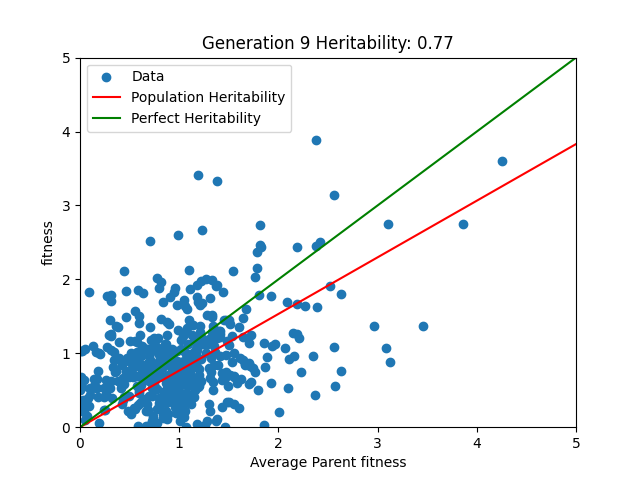 Generation 9 Heritability: 0.77
Data
Population Heritability
Perfect Heritability
fitness
5
4
3
2
1
0
0 1 2 3 4 5
Average Parent fitness